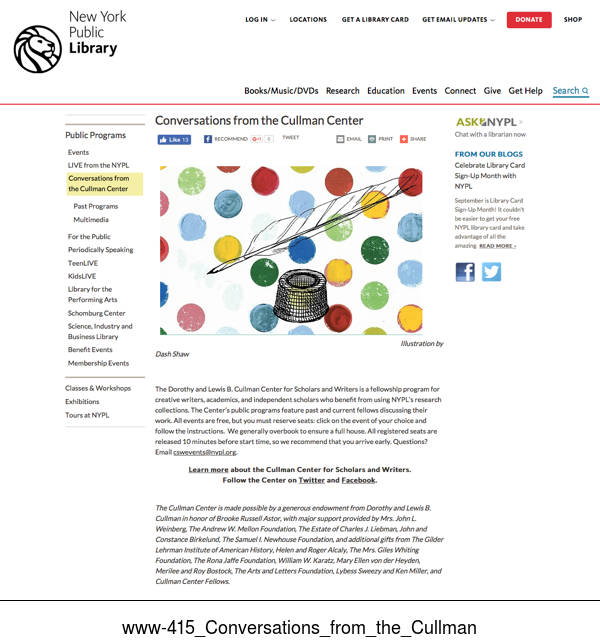 New York
Public
Library
LOG IN
LOCATIONS
GET A LIBRARY CARD
GET EMAIL UPDATES
DONATE
SHOP
Books/Music/DVDs
Research
Education
Events
Connect
Give
Get Help
Search
Public Programs
Events
LIVE from the NYPL
Conversations from
the Cullman Center
Past Programs
Multimedia
For the Public
Periodically Speaking
TeenLIVE
KidsLIVE
Library for the
Performing Arts
Schomburg Center
Science, Industry and
Business Library
Benefit Events
Membership Events
Classes & Workshops
Exhibitions
Tours at NYPL
Conversations from the Cullman Center
Like 13
RECOMMEND
G+1 0
TWEET
EMAIL
PRINT
SHARE
Illustration by
Dash Shaw
The Dorothy and Lewis B. Cullman Center for Scholars and Writers is a fellowship program for
creative writers, academics, and independent scholars who benefit from using NYPL's research
collections. The Center's public programs feature past and current fellows discussing their
work. All events are free, but you must reserve seats: click on the event of your choice and
follow the instructions.  We generally overbook to ensure a full house. All registered seats are
released 10 minutes before start time, so we recommend that you arrive early. Questions?
Email cswevents@nypl.org.
Learn more about the Cullman Center for Scholars and Writers.
Follow the Center on Twitter and Facebook.
The Cullman Center is made possible by a generous endowment from Dorothy and Lewis B.
Cullman in honor of Brooke Russell Astor, with major support provided by Mrs. John L.
Weinberg, The Andrew W. Mellon Foundation, The Estate of Charles J. Liebman, John and
Constance Birkelund, The Samuel I. Newhouse Foundation, and additional gifts from The Gilder
Lehrman Institute of American History, Helen and Roger Alcaly, The Mrs. Giles Whiting
Foundation, The Rona Jaffe Foundation, William W. Karatz, Mary Ellen von der Heyden,
Merilee and Roy Bostock, The Arts and Letters Foundation, Lybess Sweezy and Ken Miller, and
Cullman Center Fellows.
ASK NYPL >
Chat with a librarian now
FROM OUR BLOGS
Celebrate Library Card
Sign-Up Month with
NYPL
September is Library Card
Sign-Up Month! It couldn't
be easier to get your free
NYPL library card and take
advantage of all the
amazing READ MORE ›
www-415_Conversations_from_the_Cullman